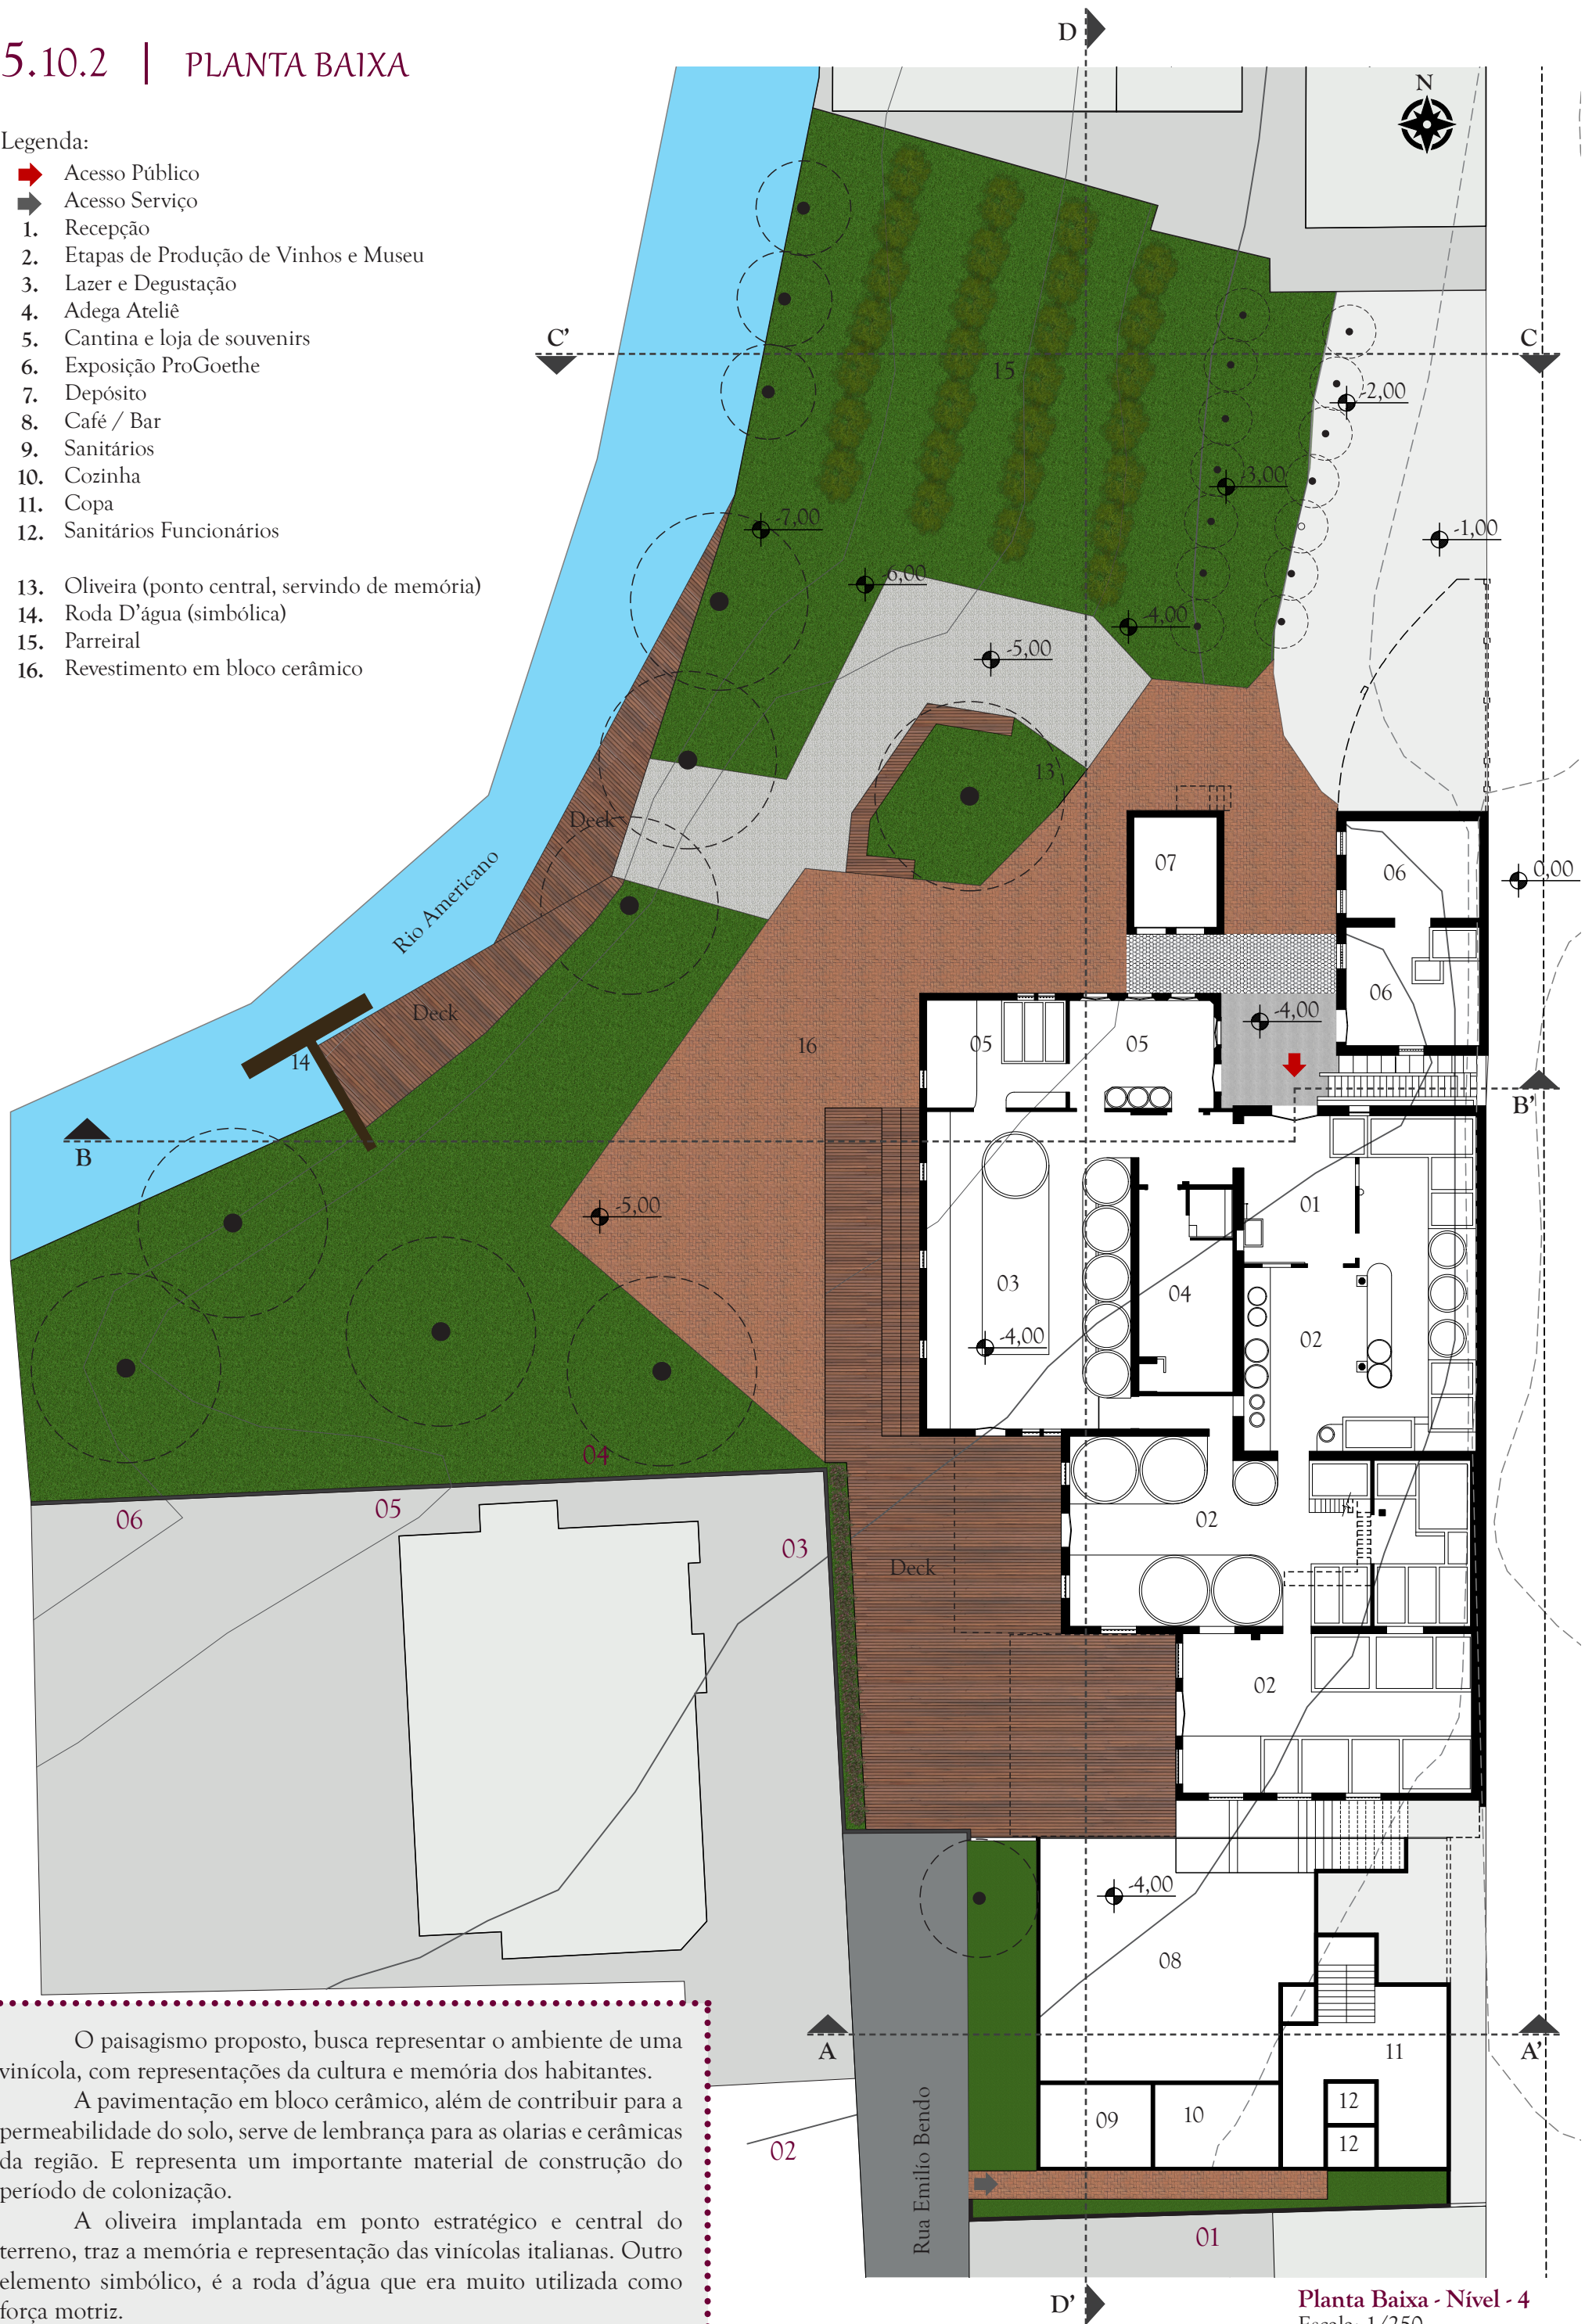 5.10.2 | PLANTA BAIXA
Legenda:
Acesso Público
Acesso Serviço
1. Recepção
2. Etapas de Produção de Vinhos e Museu
3. Lazer e Degustação
4. Adega Ateliê
5. Cantina e loja de souvenirs
6. Exposição ProGoethe
7. Depósito
8. Café / Bar
9. Sanitários
10. Cozinha
11. Copa
12. Sanitários Funcionários
13. Oliveira (ponto central, servindo de memória)
14. Roda D'água (simbólica)
15. Parreiral
16. Revestimento em bloco cerâmico
D
N
C'
C
15
-2,00
-3,00
-7,00
-1,00
-6,00
-4,00
-5,00
13
Deck
07
06
0,00
Rio Americano
06
Deck
-4,00
16
05
05
14
B
B'
-5,00
01
03
04
02
-4,00
04
06
05
03
02
Deck
02
-4,00
08
A
A'
11
09
10
12
12
02
Rua Emilío Bendo
01
D'
O paisagismo proposto, busca representar o ambiente de uma
vinícola, com representações da cultura e memória dos habitantes.
A pavimentação em bloco cerâmico, além de contribuir para a
permeabilidade do solo, serve de lembrança para as olarias e cerâmicas
da região. E representa um importante material de construção do
período de colonização.
A oliveira implantada em ponto estratégico e central do
terreno, traz a memória e representação das vinícolas italianas. Outro
elemento simbólico, é a roda d'água que era muito utilizada como
força motriz.
Planta Baixa - Nível - 4
Escala: 1/250